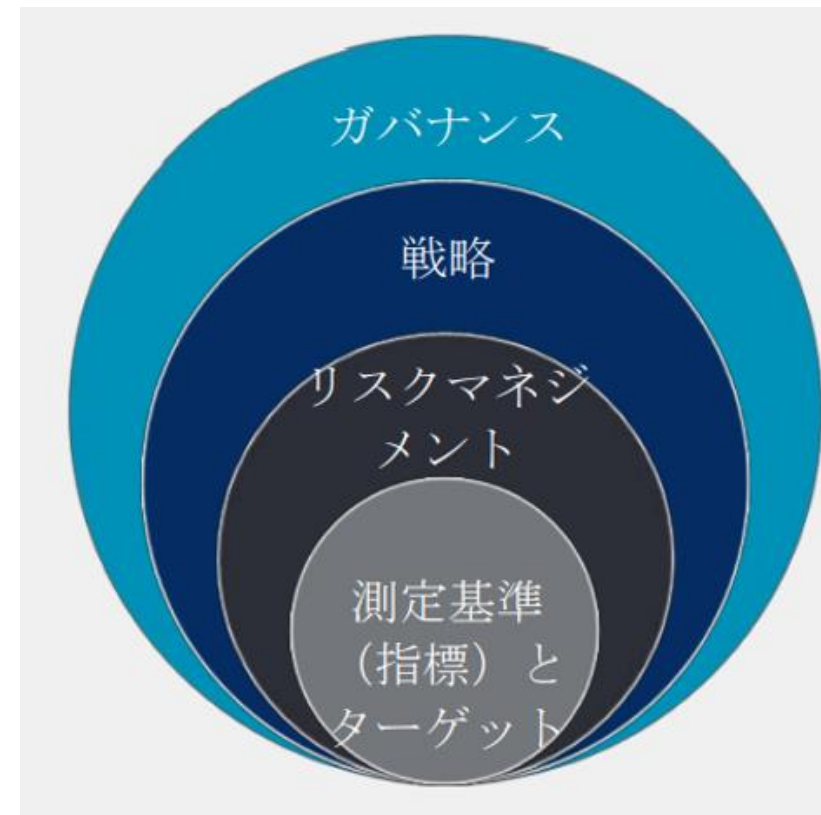 ガバナンス
戦略
リスクマネジ
メント
測定基準
（指標）と
ターゲット